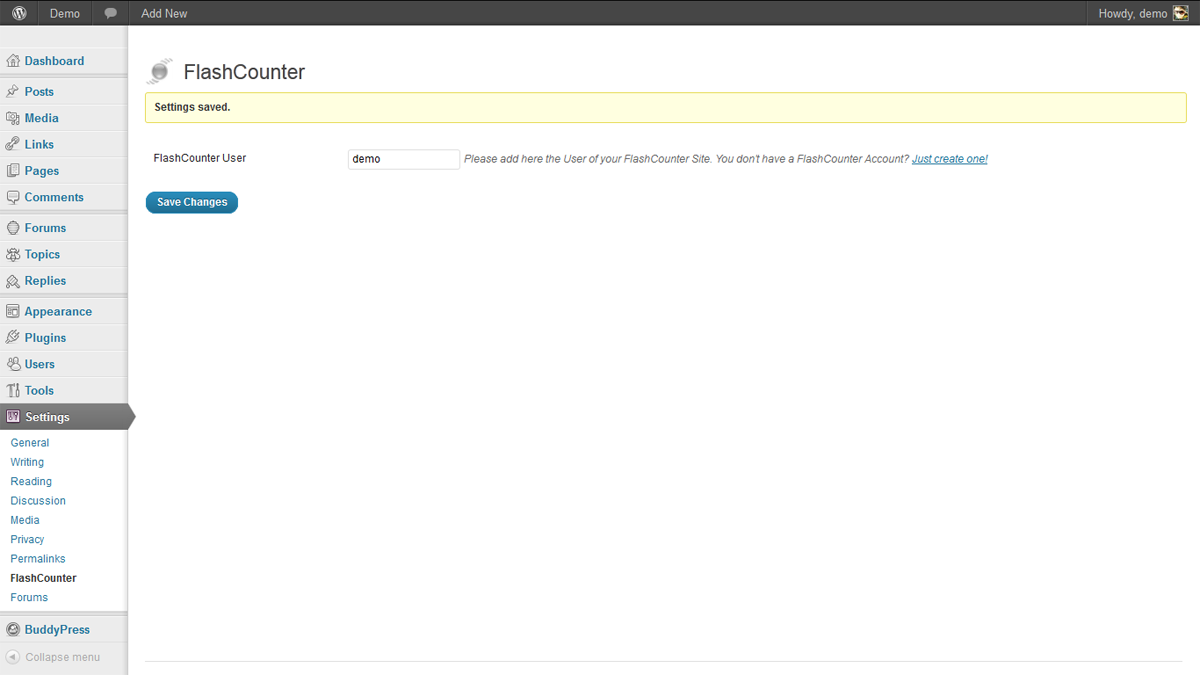 Demo Add New Howdy, demo
Dashboard
Posts
Media
Links
Pages
Comments
Forums
Topics
Replies
Appearance
Plugins
Users
Tools
Settings
General
Writing
Reading
Discussion
Media
Privacy
Permalinks
FlashCounter
Forums
BuddyPress
Collapse menu
FlashCounter
Settings saved.
FlashCounter User demo Please add here the User of your FlashCounter Site. You don't have a FlashCounter Account? Just create one!
Save Changes